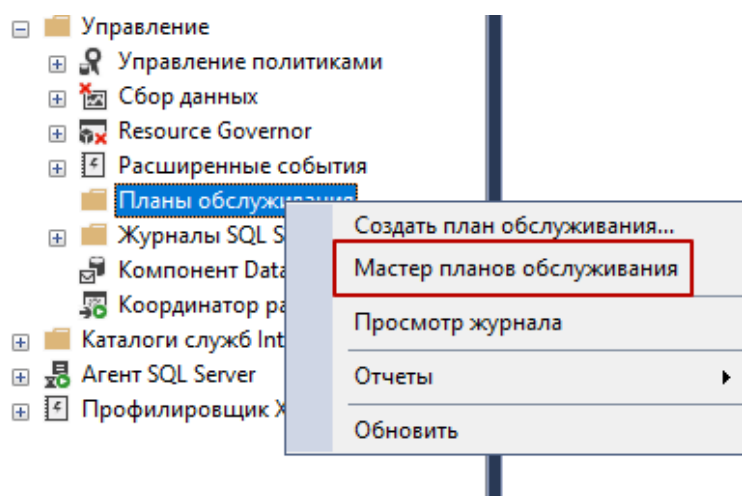 Управление
Управление политиками
Сбор данных
Resource Governor
Расширенные события
Планы обслуживания
Журналы SQL S
Компонент Data
Координатор ра
Каталоги служб Int
Агент SQL Server
Профилировщик X
Создать план обслуживания...
Мастер планов обслуживания
Просмотр журнала
Отчеты
Обновить